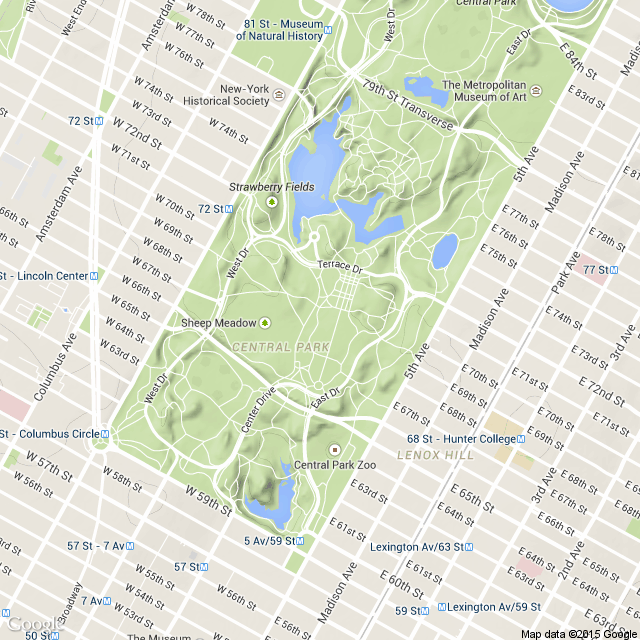 Riv
West End
Amsterdam
W 78th St
W 77th St
W 76th St
81 St - Museum
of Natural History
West Dr
Central Park
East Dr
E 84th St
Madis
E 83rd St
79th St Transverse
The Metropolitan
Museum of Art
New-York
Historical Society
W 74th St
W 73rd St
W 72nd St
W 71st St
72 St
W 74th St
5th Ave
Madison Ave
E 81
Amsterdam Ave
Strawberry Fields
W 70th St
W 69th St
W 68th St
W 67th St
W 66th St
W 65th St
W 64th St
W 63rd St
72 St
66th St
65th St
West Dr
Terrace Dr
E 77th St
E 76th St
E 75th St
E 78th St
77 St
Park Ave
St - Lincoln Center
Sheep Meadow
CENTRAL PARK
Columbus Ave
Madison Ave
E 74th St
E 73rd St
E 72nd St
E 71st St
3rd Ave
5th Ave
E 70th St
E 69th St
E 68th St
E 67th St
E 71st St
E 70th St
E 69th St
West Dr
Center Drive
East Dr
St - Columbus Circle
68 St - Hunter College
LENOX HILL
Central Park Zoo
W 57th St
W 56th St
W 58th St
W 59th St
E 63rd St
E 65th St
E 64th St
3rd Ave
E 68th St
E 67th St
E 66th St
E 68th
E 61st St
5 Av/59 St
57 St - 7 Av
57 St
Lexington Av/63 St
2nd Ave
E 64th St
E 63rd St
E 61st St
E 60th St
Madison Ave
W 56th St
W 55th St
W 54th St
W 53rd St
7 Av
Broadway
50 St
The Museum
59 St
Lexington Av/59 St
Google
Map data ©2015 Google